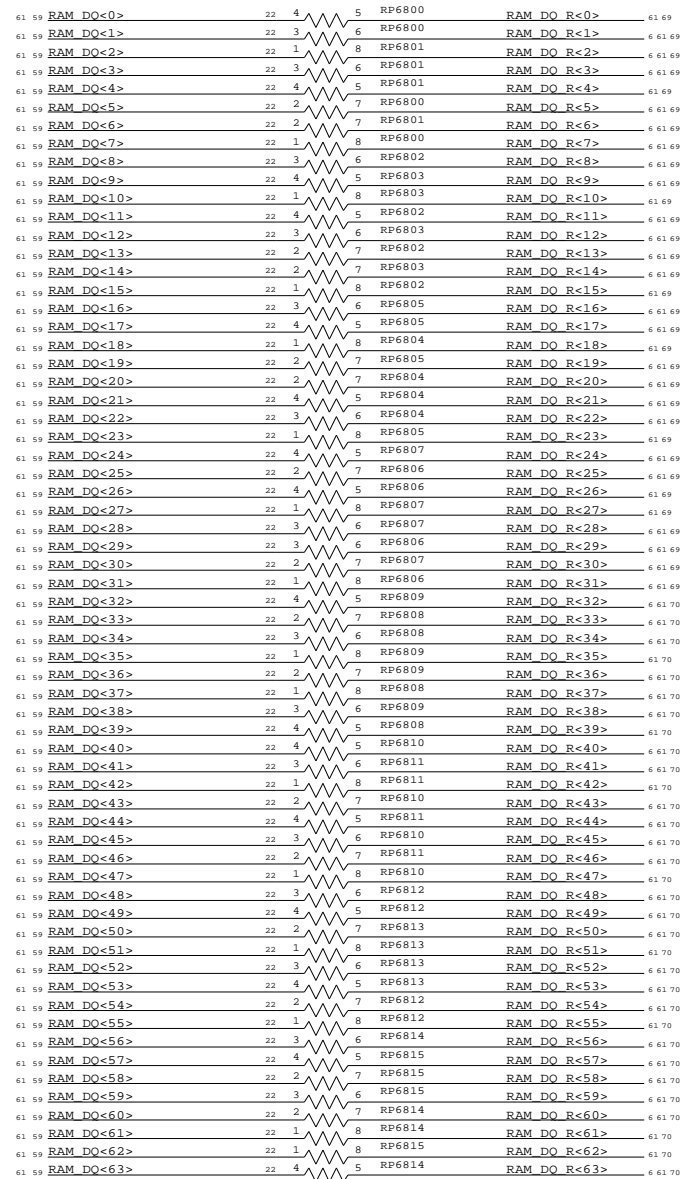 61 59 RAM_DQ<0> 22 4 5 RP6800 RAM_DQ_R<0> 61 69
61 59 RAM_DQ<1> 22 3 6 RP6800 RAM_DQ_R<1> 6 61 69
61 59 RAM_DQ<2> 22 1 8 RP6801 RAM_DQ_R<2> 6 61 69
61 59 RAM_DQ<3> 22 3 6 RP6801 RAM_DQ_R<3> 6 61 69
61 59 RAM_DQ<4> 22 4 5 RP6801 RAM_DQ_R<4> 61 69
61 59 RAM_DQ<5> 22 2 7 RP6800 RAM_DQ_R<5> 6 61 69
61 59 RAM_DQ<6> 22 2 7 RP6801 RAM_DQ_R<6> 6 61 69
61 59 RAM_DQ<7> 22 1 8 RP6800 RAM_DQ_R<7> 6 61 69
61 59 RAM_DQ<8> 22 3 6 RP6802 RAM_DQ_R<8> 6 61 69
61 59 RAM_DQ<9> 22 4 5 RP6803 RAM_DQ_R<9> 6 61 69
61 59 RAM_DQ<10> 22 1 8 RP6803 RAM_DQ_R<10> 61 69
61 59 RAM_DQ<11> 22 4 5 RP6802 RAM_DQ_R<11> 6 61 69
61 59 RAM_DQ<12> 22 3 6 RP6803 RAM_DQ_R<12> 6 61 69
61 59 RAM_DQ<13> 22 2 7 RP6802 RAM_DQ_R<13> 6 61 69
61 59 RAM_DQ<14> 22 2 7 RP6803 RAM_DQ_R<14> 6 61 69
61 59 RAM_DQ<15> 22 1 8 RP6802 RAM_DQ_R<15> 61 69
61 59 RAM_DQ<16> 22 3 6 RP6805 RAM_DQ_R<16> 6 61 69
61 59 RAM_DQ<17> 22 4 5 RP6805 RAM_DQ_R<17> 6 61 69
61 59 RAM_DQ<18> 22 1 8 RP6804 RAM_DQ_R<18> 61 69
61 59 RAM_DQ<19> 22 2 7 RP6805 RAM_DQ_R<19> 6 61 69
61 59 RAM_DQ<20> 22 2 7 RP6804 RAM_DQ_R<20> 6 61 69
61 59 RAM_DQ<21> 22 4 5 RP6804 RAM_DQ_R<21> 6 61 69
61 59 RAM_DQ<22> 22 3 6 RP6804 RAM_DQ_R<22> 6 61 69
61 59 RAM_DQ<23> 22 1 8 RP6805 RAM_DQ_R<23> 61 69
61 59 RAM_DQ<24> 22 4 5 RP6807 RAM_DQ_R<24> 6 61 69
61 59 RAM_DQ<25> 22 2 7 RP6806 RAM_DQ_R<25> 6 61 69
61 59 RAM_DQ<26> 22 4 5 RP6806 RAM_DQ_R<26> 61 69
61 59 RAM_DQ<27> 22 1 8 RP6807 RAM_DQ_R<27> 61 69
61 59 RAM_DQ<28> 22 3 6 RP6807 RAM_DQ_R<28> 6 61 69
61 59 RAM_DQ<29> 22 3 6 RP6806 RAM_DQ_R<29> 6 61 69
61 59 RAM_DQ<30> 22 2 7 RP6807 RAM_DQ_R<30> 6 61 69
61 59 RAM_DQ<31> 22 1 8 RP6806 RAM_DQ_R<31> 6 61 69
61 59 RAM_DQ<32> 22 4 5 RP6809 RAM_DQ_R<32> 6 61 70
61 59 RAM_DQ<33> 22 2 7 RP6808 RAM_DQ_R<33> 6 61 70
61 59 RAM_DQ<34> 22 3 6 RP6808 RAM_DQ_R<34> 6 61 70
61 59 RAM_DQ<35> 22 1 8 RP6809 RAM_DQ_R<35> 61 70
61 59 RAM_DQ<36> 22 2 7 RP6809 RAM_DQ_R<36> 6 61 70
61 59 RAM_DQ<37> 22 1 8 RP6808 RAM_DQ_R<37> 6 61 70
61 59 RAM_DQ<38> 22 3 6 RP6809 RAM_DQ_R<38> 6 61 70
61 59 RAM_DQ<39> 22 4 5 RP6808 RAM_DQ_R<39> 61 70
61 59 RAM_DQ<40> 22 4 5 RP6810 RAM_DQ_R<40> 6 61 70
61 59 RAM_DQ<41> 22 3 6 RP6811 RAM_DQ_R<41> 6 61 70
61 59 RAM_DQ<42> 22 1 8 RP6811 RAM_DQ_R<42> 61 70
61 59 RAM_DQ<43> 22 2 7 RP6810 RAM_DQ_R<43> 6 61 70
61 59 RAM_DQ<44> 22 4 5 RP6811 RAM_DQ_R<44> 6 61 70
61 59 RAM_DQ<45> 22 3 6 RP6810 RAM_DQ_R<45> 6 61 70
61 59 RAM_DQ<46> 22 2 7 RP6811 RAM_DQ_R<46> 6 61 70
61 59 RAM_DQ<47> 22 1 8 RP6810 RAM_DQ_R<47> 61 70
61 59 RAM_DQ<48> 22 3 6 RP6812 RAM_DQ_R<48> 6 61 70
61 59 RAM_DQ<49> 22 4 5 RP6812 RAM_DQ_R<49> 6 61 70
61 59 RAM_DQ<50> 22 2 7 RP6813 RAM_DQ_R<50> 6 61 70
61 59 RAM_DQ<51> 22 1 8 RP6813 RAM_DQ_R<51> 61 70
61 59 RAM_DQ<52> 22 3 6 RP6813 RAM_DQ_R<52> 6 61 70
61 59 RAM_DQ<53> 22 4 5 RP6813 RAM_DQ_R<53> 6 61 70
61 59 RAM_DQ<54> 22 2 7 RP6812 RAM_DQ_R<54> 6 61 70
61 59 RAM_DQ<55> 22 1 8 RP6812 RAM_DQ_R<55> 61 70
61 59 RAM_DQ<56> 22 3 6 RP6814 RAM_DQ_R<56> 6 61 70
61 59 RAM_DQ<57> 22 4 5 RP6815 RAM_DQ_R<57> 6 61 70
61 59 RAM_DQ<58> 22 2 7 RP6815 RAM_DQ_R<58> 6 61 70
61 59 RAM_DQ<59> 22 3 6 RP6815 RAM_DQ_R<59> 6 61 70
61 59 RAM_DQ<60> 22 2 7 RP6814 RAM_DQ_R<60> 6 61 70
61 59 RAM_DQ<61> 22 1 8 RP6814 RAM_DQ_R<61> 61 70
61 59 RAM_DQ<62> 22 1 8 RP6815 RAM_DQ_R<62> 61 70
61 59 RAM_DQ<63> 22 4 5 RP6814 RAM_DQ_R<63> 6 61 70